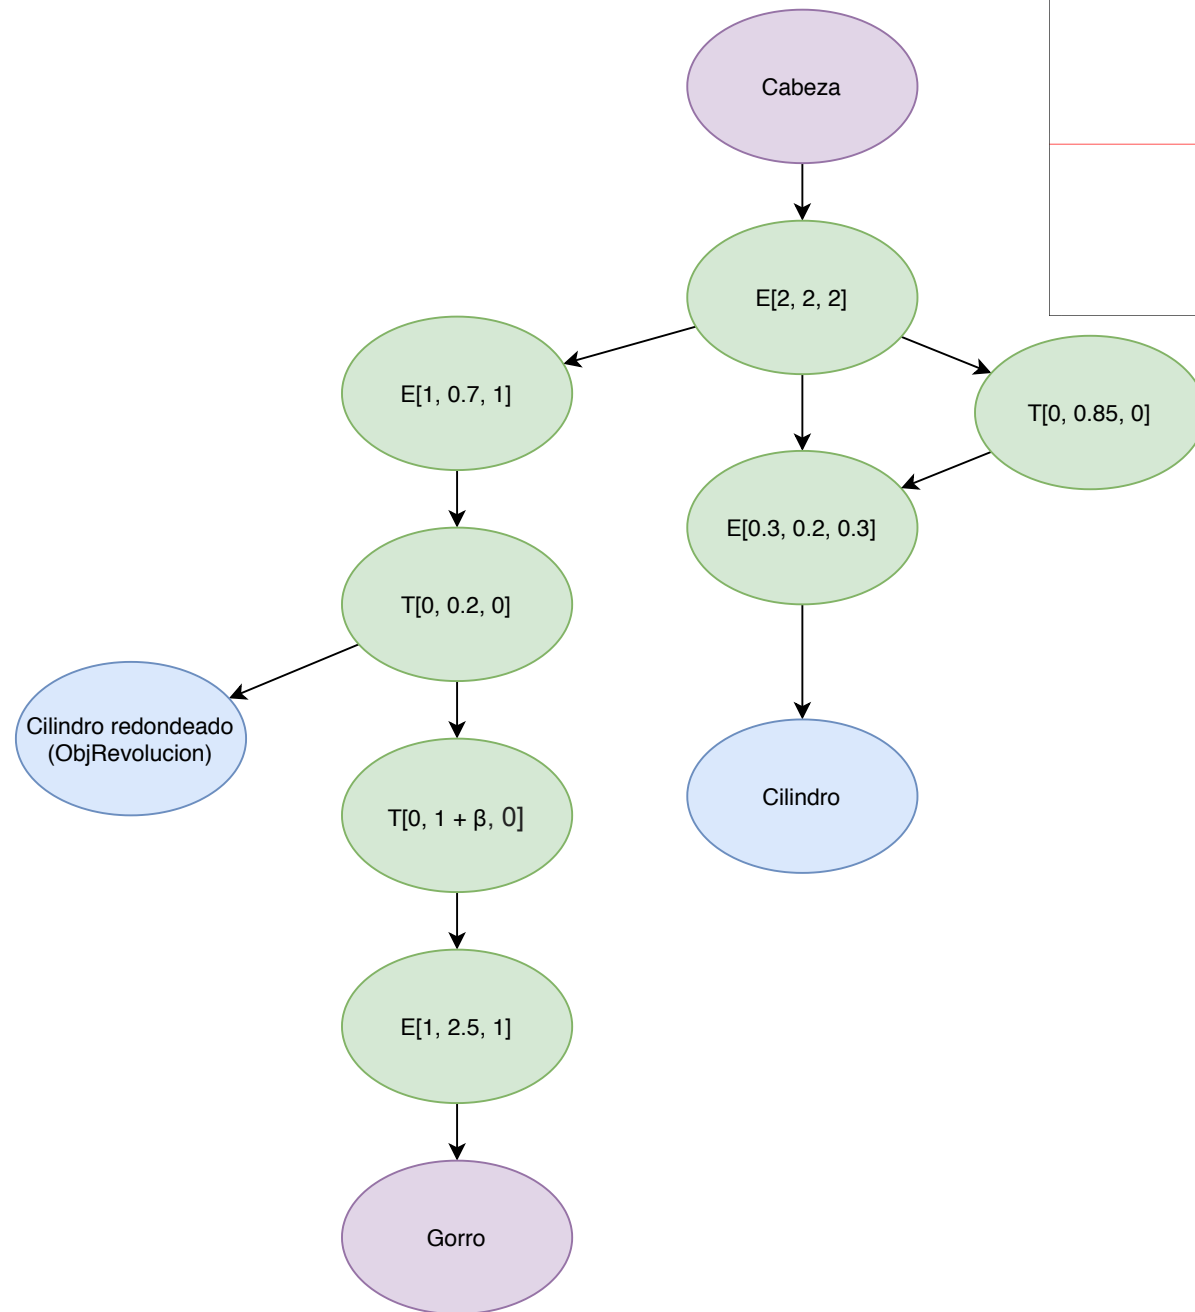 Cabeza
E[2, 2, 2]
E[1, 0.7, 1]
T[0, 0.85, 0]
E[0.3, 0.2, 0.3]
T[0, 0.2, 0]
Cilindro redondeado
(ObjRevolucion)
Cilindro
T[0, 1 + β, 0]
E[1, 2.5, 1]
Gorro